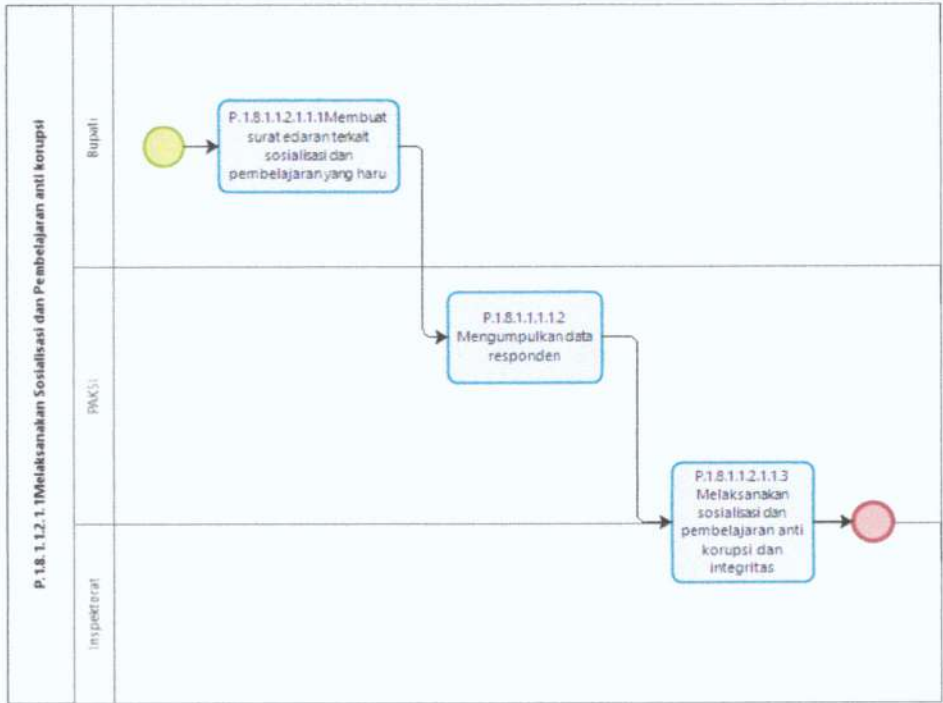 P.1.8.1.1.2.1.1Melaksanakan Sosialisasi dan Pembelajaran anti korupsi
Bupati
P.1.8.1.1.2.1.1.1Membuat
surat edaran terkait
sosialisasi dan
pembelajaran yang haru
PAKSI
P.1.8.1.1.1.1.2
Mengumpulkan data
responden
P.1.8.1.1.2.1.1.3
Melaksanakan
sosialisasi dan
pembelajaran anti
korupsi dan
integritas
Inspektorat